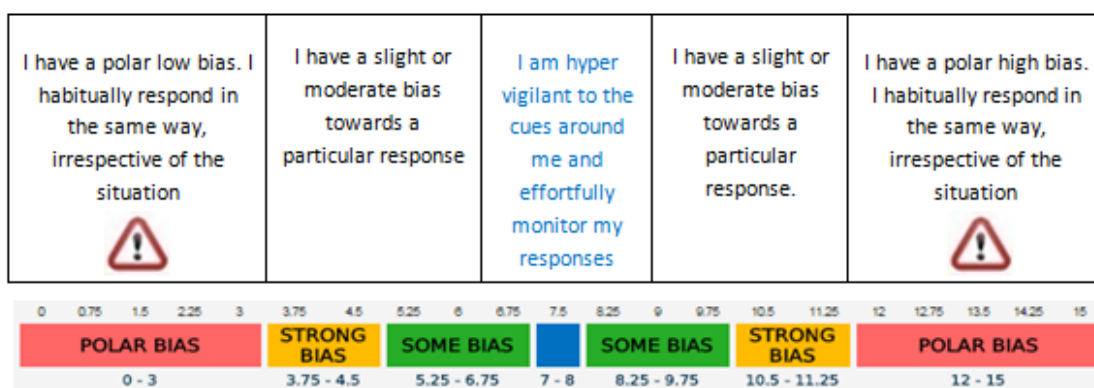 I have a polar low bias. I
habitually respond in
the same way,
irrespective of the
situation
I have a slight or
moderate bias
towards a
particular response
I am hyper
vigilant to the
cues around
me and
effortfully
monitor my
responses
I have a slight or
moderate bias
towards a
particular
response.
I have a polar high bias.
I habitually respond in
the same way,
irrespective of the
situation
0 0.75 1.5 2.25 3 3.75 4.5 5.25 6 6.75 7.5 8.25 9 9.75 10.5 11.25 12 12.75 13.5 14.25 15
POLAR BIAS
STRONG
BIAS
SOME BIAS
SOME BIAS
STRONG
BIAS
POLAR BIAS
0 - 3 3.75 - 4.5 5.25 - 6.75 7 - 8 8.25 - 9.75 10.5 - 11.25 12 - 15